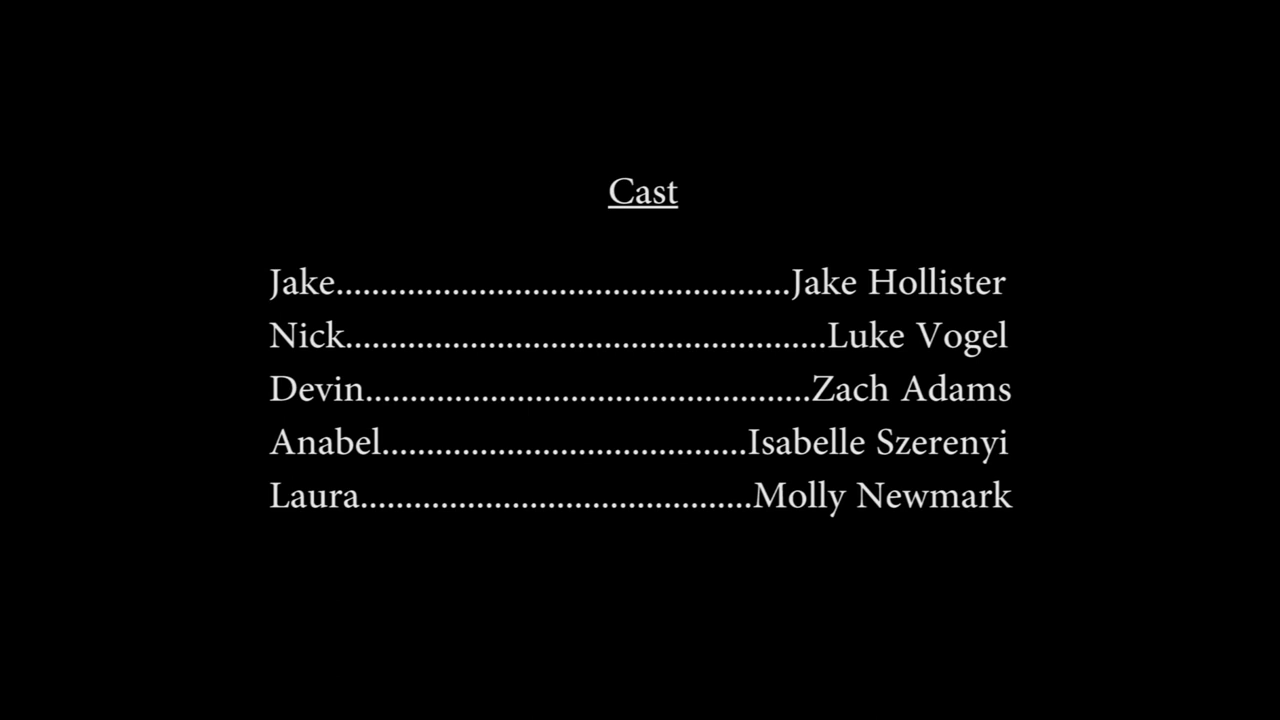 Cast
Jake..................................................Jake Hollister
Nick.....................................................Luke Vogel
Devin.................................................Zach Adams
Anabel........................................Isabelle Szerenyi
Laura...........................................Molly Newmark